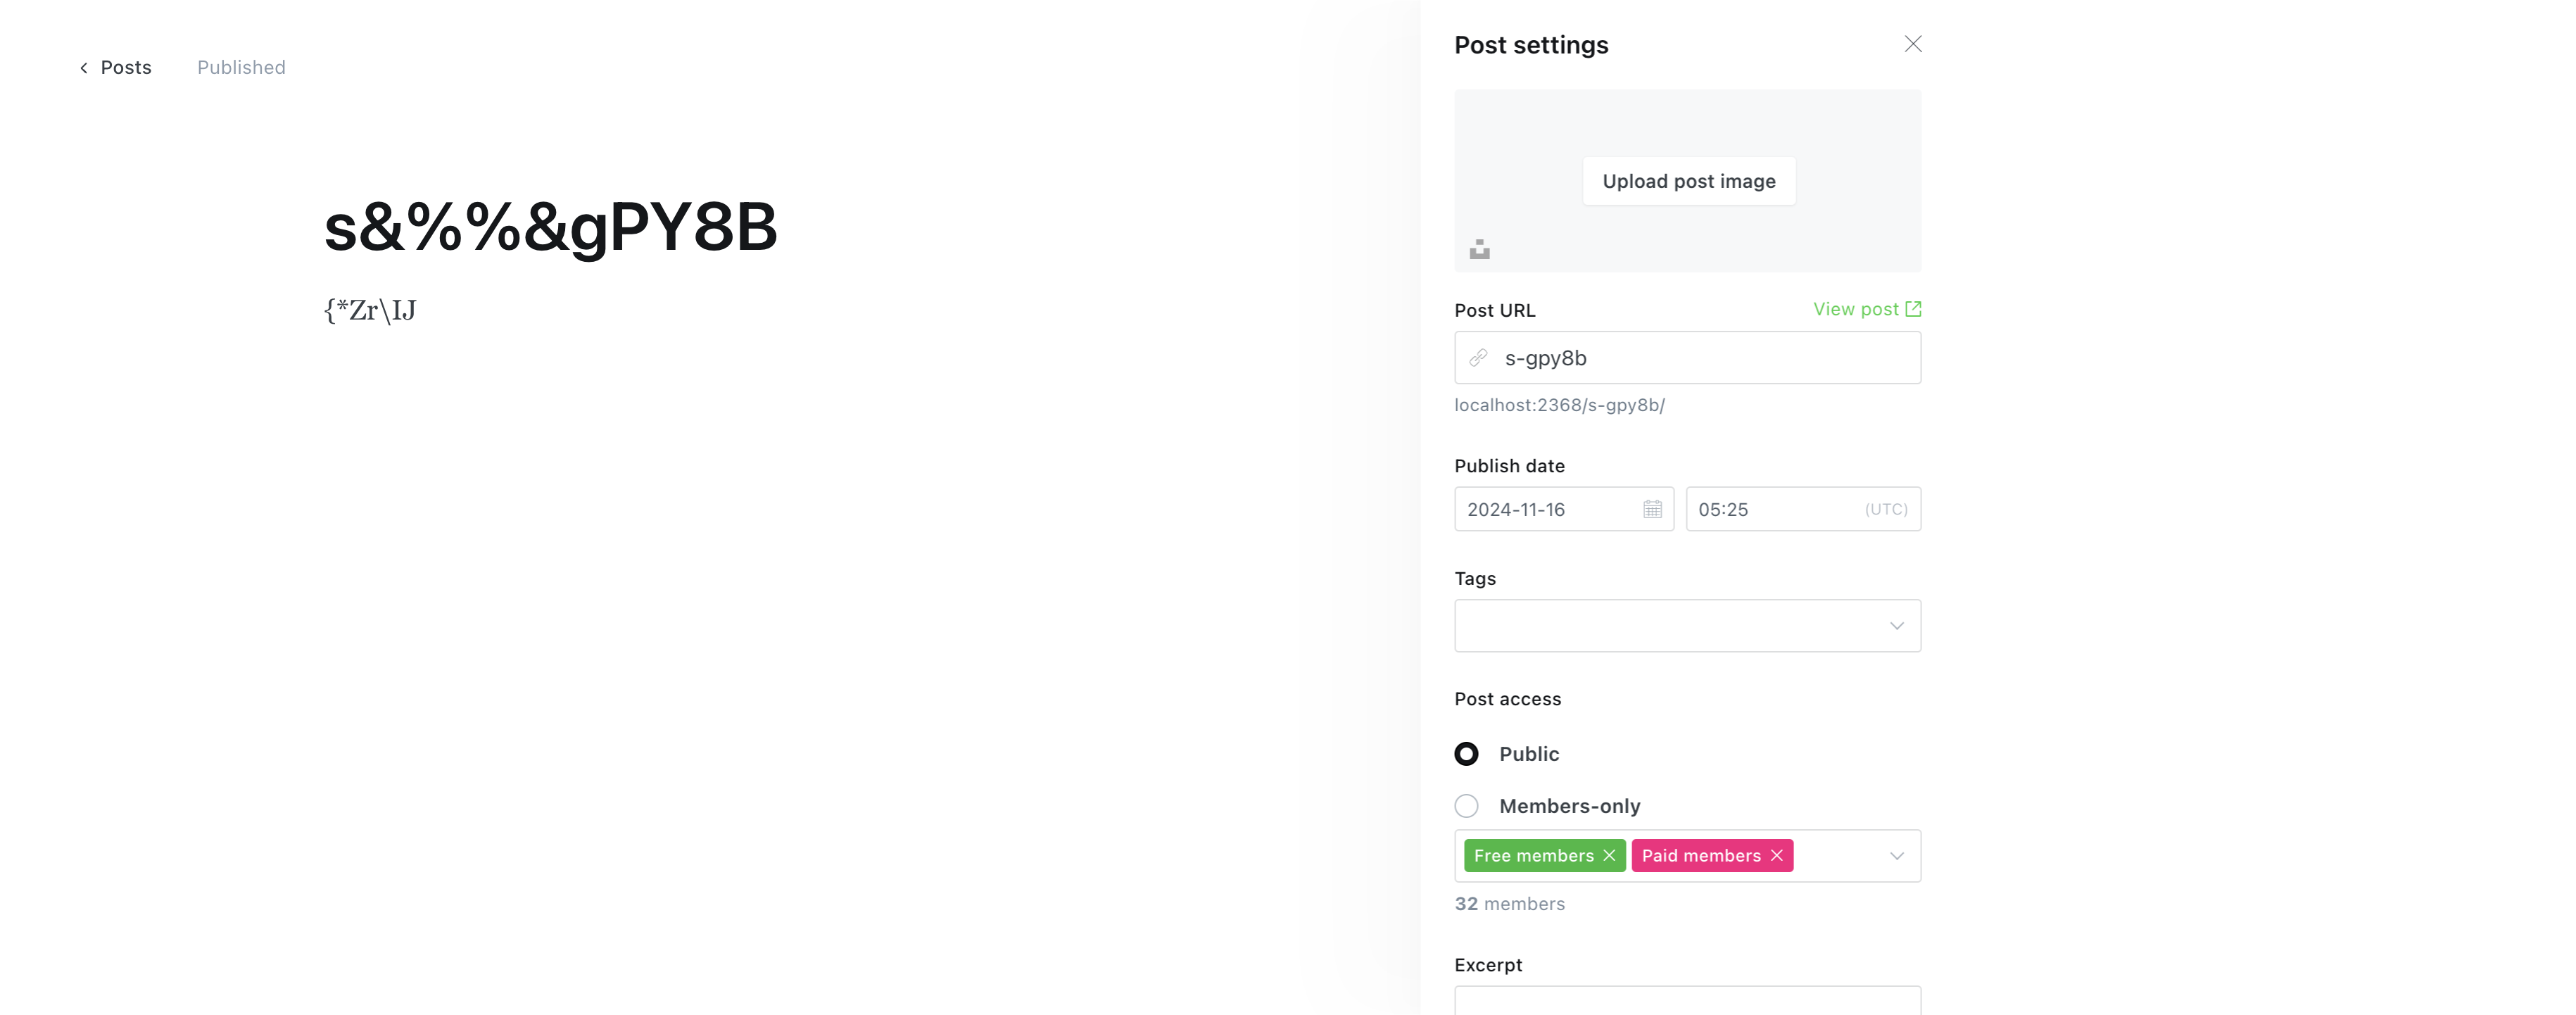 Posts Published
s&%%&gPY8B
{*Zr\IJ
Post settings
Upload post image
Post URL View post
s-gpy8b
localhost:2368/s-gpy8b/
Publish date
2024-11-16 05:25 (UTC)
Tags
Post access
Public
Members-only
Free members Paid members
32 members
Excerpt